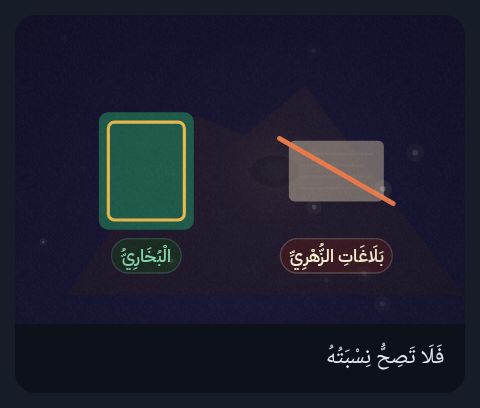 بَلَاغَاتِ الزُّهْرِيِّ
الْبُخَارِيُّ
فَلَا تَصِحُّ نِسْبَتُهُ